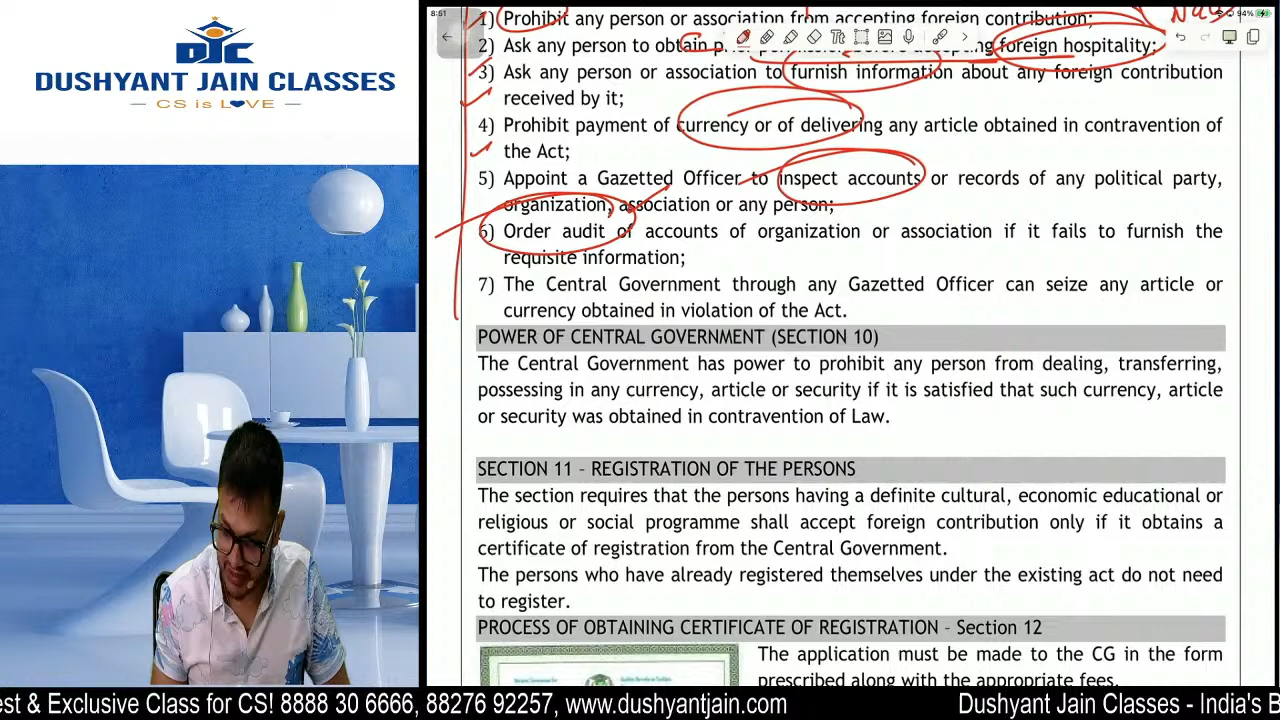 8:51
94%
DJC
DUSHYANT JAIN CLASSES
CS is L VE
1) Prohibit any person or association from accepting foreign contribution;
2) Ask any person to obtain accepting foreign hospitality;
3) Ask any person or association to furnish information about any foreign contribution
received by it;
4) Prohibit payment of currency or of delivering any article obtained in contravention of
the Act;
5) Appoint a Gazetted Officer to inspect accounts or records of any political party,
organization, association or any person;
6) Order audit of accounts of organization or association if it fails to furnish the
requisite information;
7) The Central Government through any Gazetted Officer can seize any article or
currency obtained in violation of the Act.
POWER OF CENTRAL GOVERNMENT (SECTION 10)
The Central Government has power to prohibit any person from dealing, transferring,
possessing in any currency, article or security if it is satisfied that such currency, article
or security was obtained in contravention of Law.
SECTION 11 – REGISTRATION OF THE PERSONS
The section requires that the persons having a definite cultural, economic educational or
religious or social programme shall accept foreign contribution only if it obtains a
certificate of registration from the Central Government.
The persons who have already registered themselves under the existing act do not need
to register.
PROCESS OF OBTAINING CERTIFICATE OF REGISTRATION – Section 12
The application must be made to the CG in the form
prescribed along with the appropriate fees.
est & Exclusive Class for CS! 8888 30 6666, 88276 92257, www.dushyantjain.com Dushyant Jain Classes - India's B